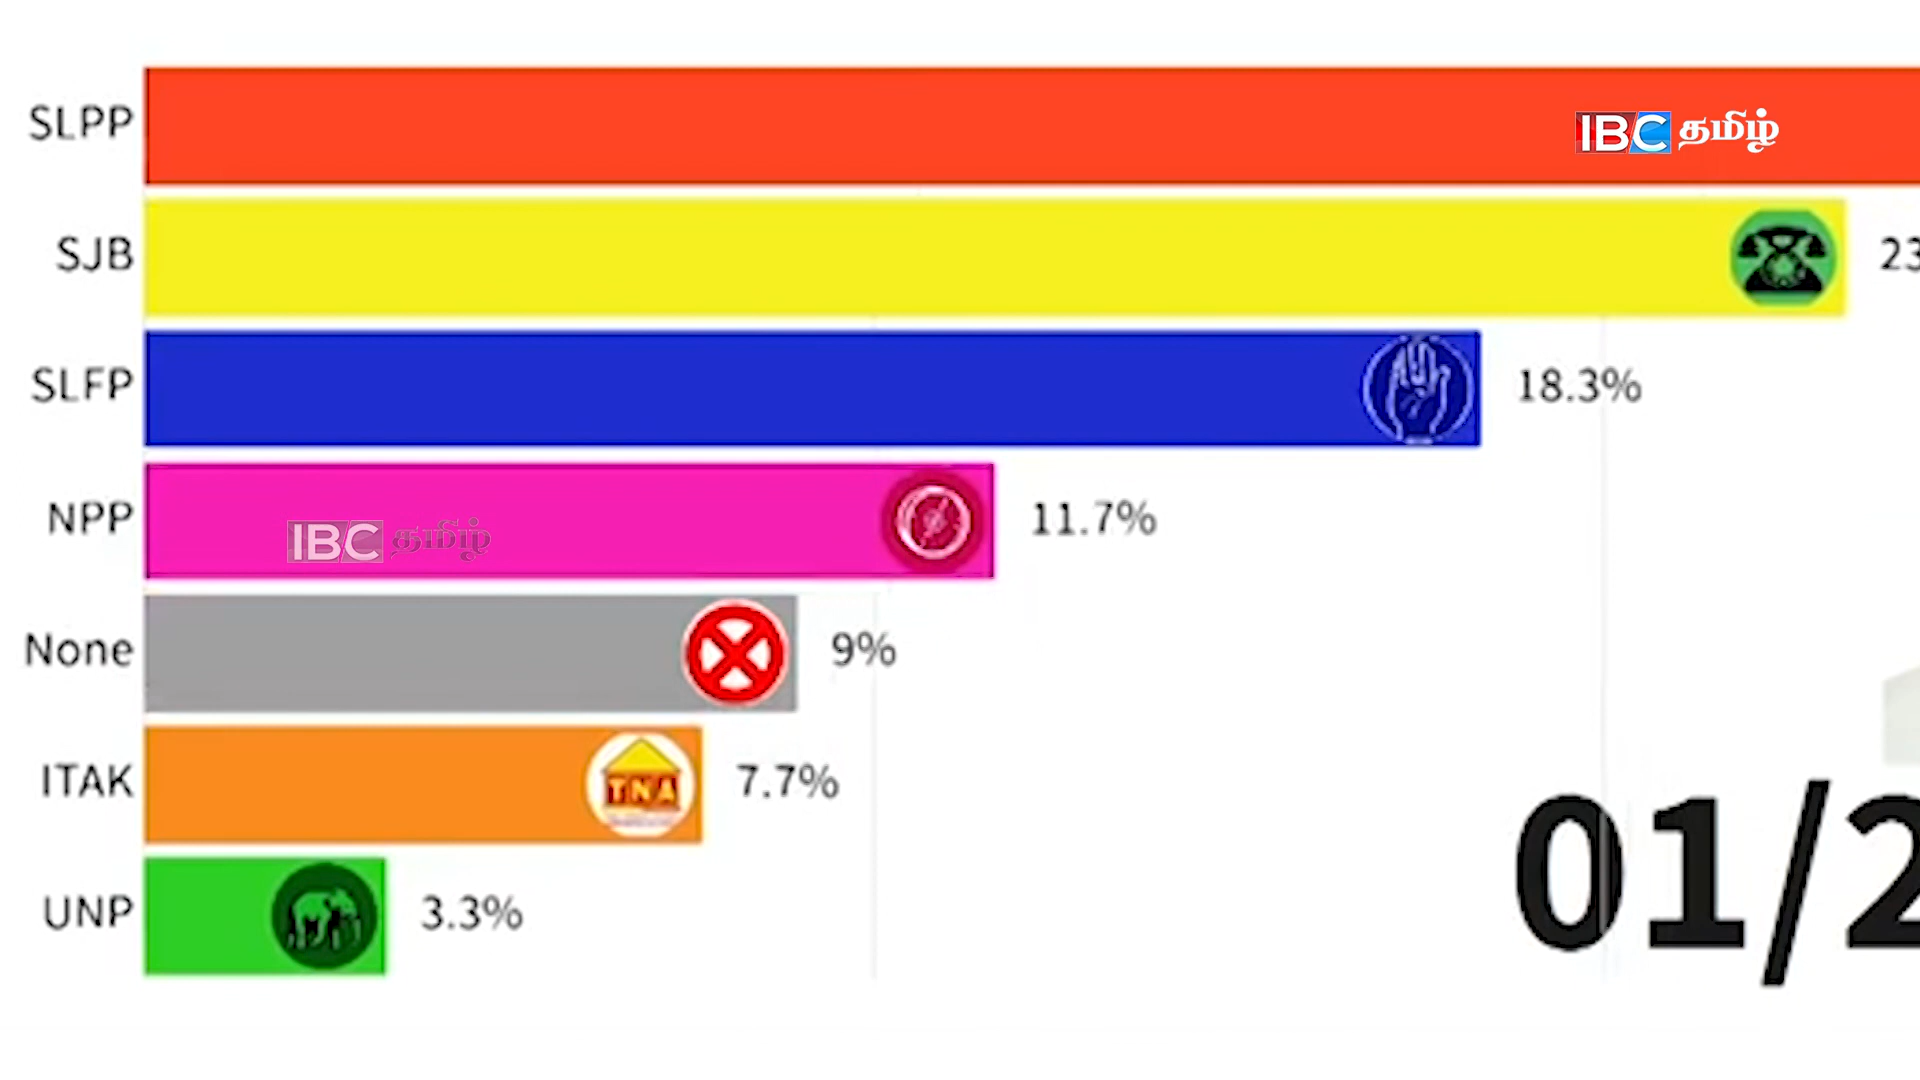 SLPP
IBC தமிழ்
SJB
23
SLFP
18.3%
NPP
11.7%
IBC தமிழ்
None
9%
ITAK
TNA
7.7%
UNP
3.3%
01/2